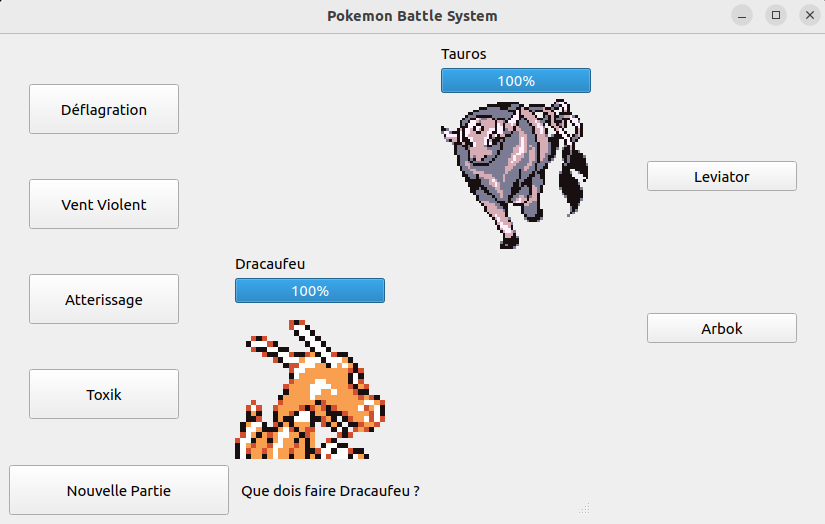 Pokemon Battle System
Tauros
100%
Déflagration
Vent Violent
Leviator
Dracaufeu
100%
Atterissage
Arbok
Toxik
Nouvelle Partie
Que dois faire Dracaufeu ?